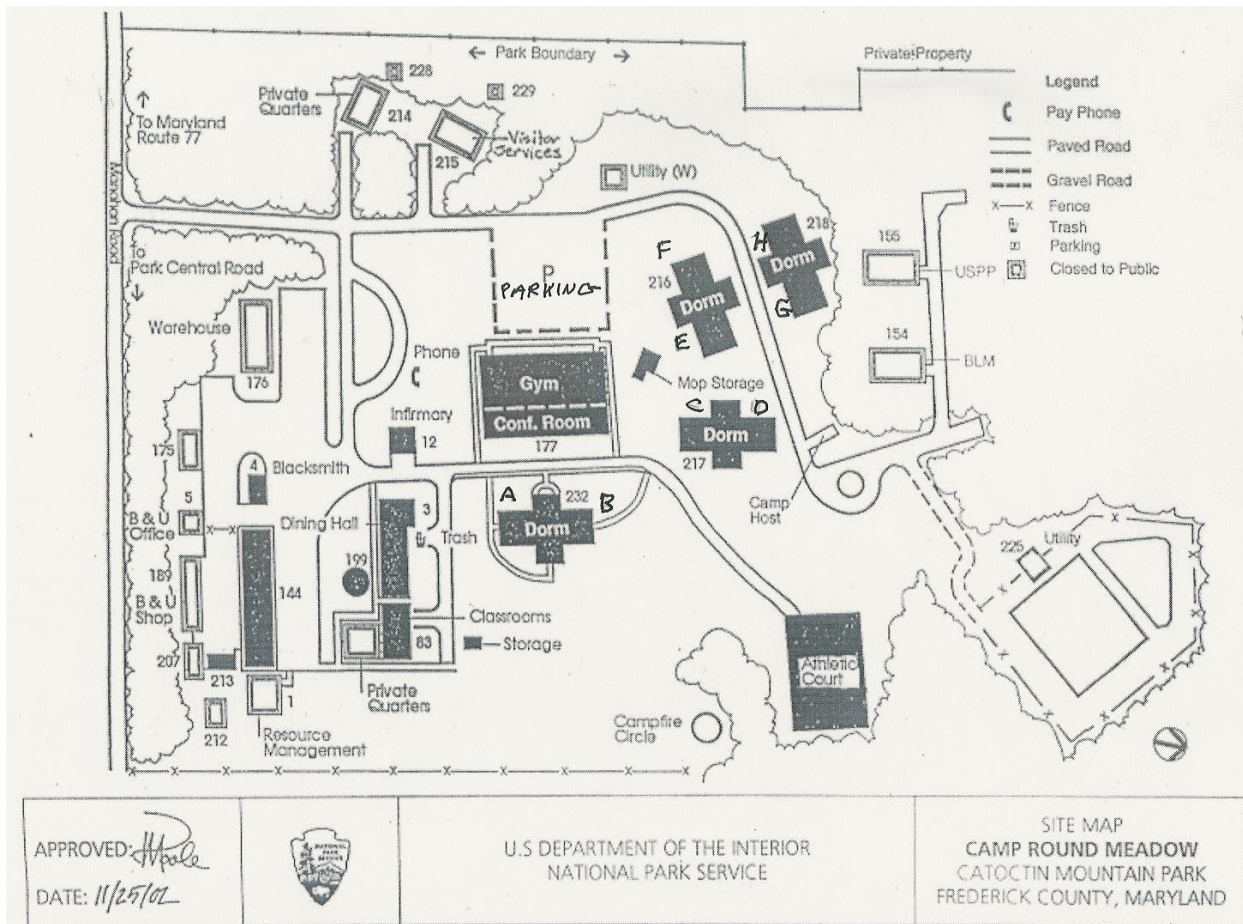 ← Park Boundary →
Private Property
228
229
Private
Quarters
214
↑
To Maryland
Route 77
215
Visitor
Services
Utility (W)
Legend
Pay Phone
Paved Road
Gravel Road
Fence
Trash
Parking
Closed to Public
Manahan Road
To
Park Central Road
↓
H
218
Dorm
G
F
216
Dorm
E
155
USPP
154
BLM
P
PARKING
Warehouse
176
Phone
Gym
Conf. Room
177
Mop Storage
C
D
Dorm
217
Infirmary
12
175
4
Blacksmith
5
B & U
Office
Dining Hall
3
Trash
A
232
B
Dorm
Camp
Host
225
Utility
189
B & U
Shop
144
199
Classrooms
83
Storage
207
213
Private
Quarters
212
1
Resource
Management
Athletic
Court
Campfire
Circle
APPROVED:
DATE: 11/25/02
NATIONAL
PARK
SERVICE
U.S DEPARTMENT OF THE INTERIOR
NATIONAL PARK SERVICE
SITE MAP
CAMP ROUND MEADOW
CATOCTIN MOUNTAIN PARK
FREDERICK COUNTY, MARYLAND